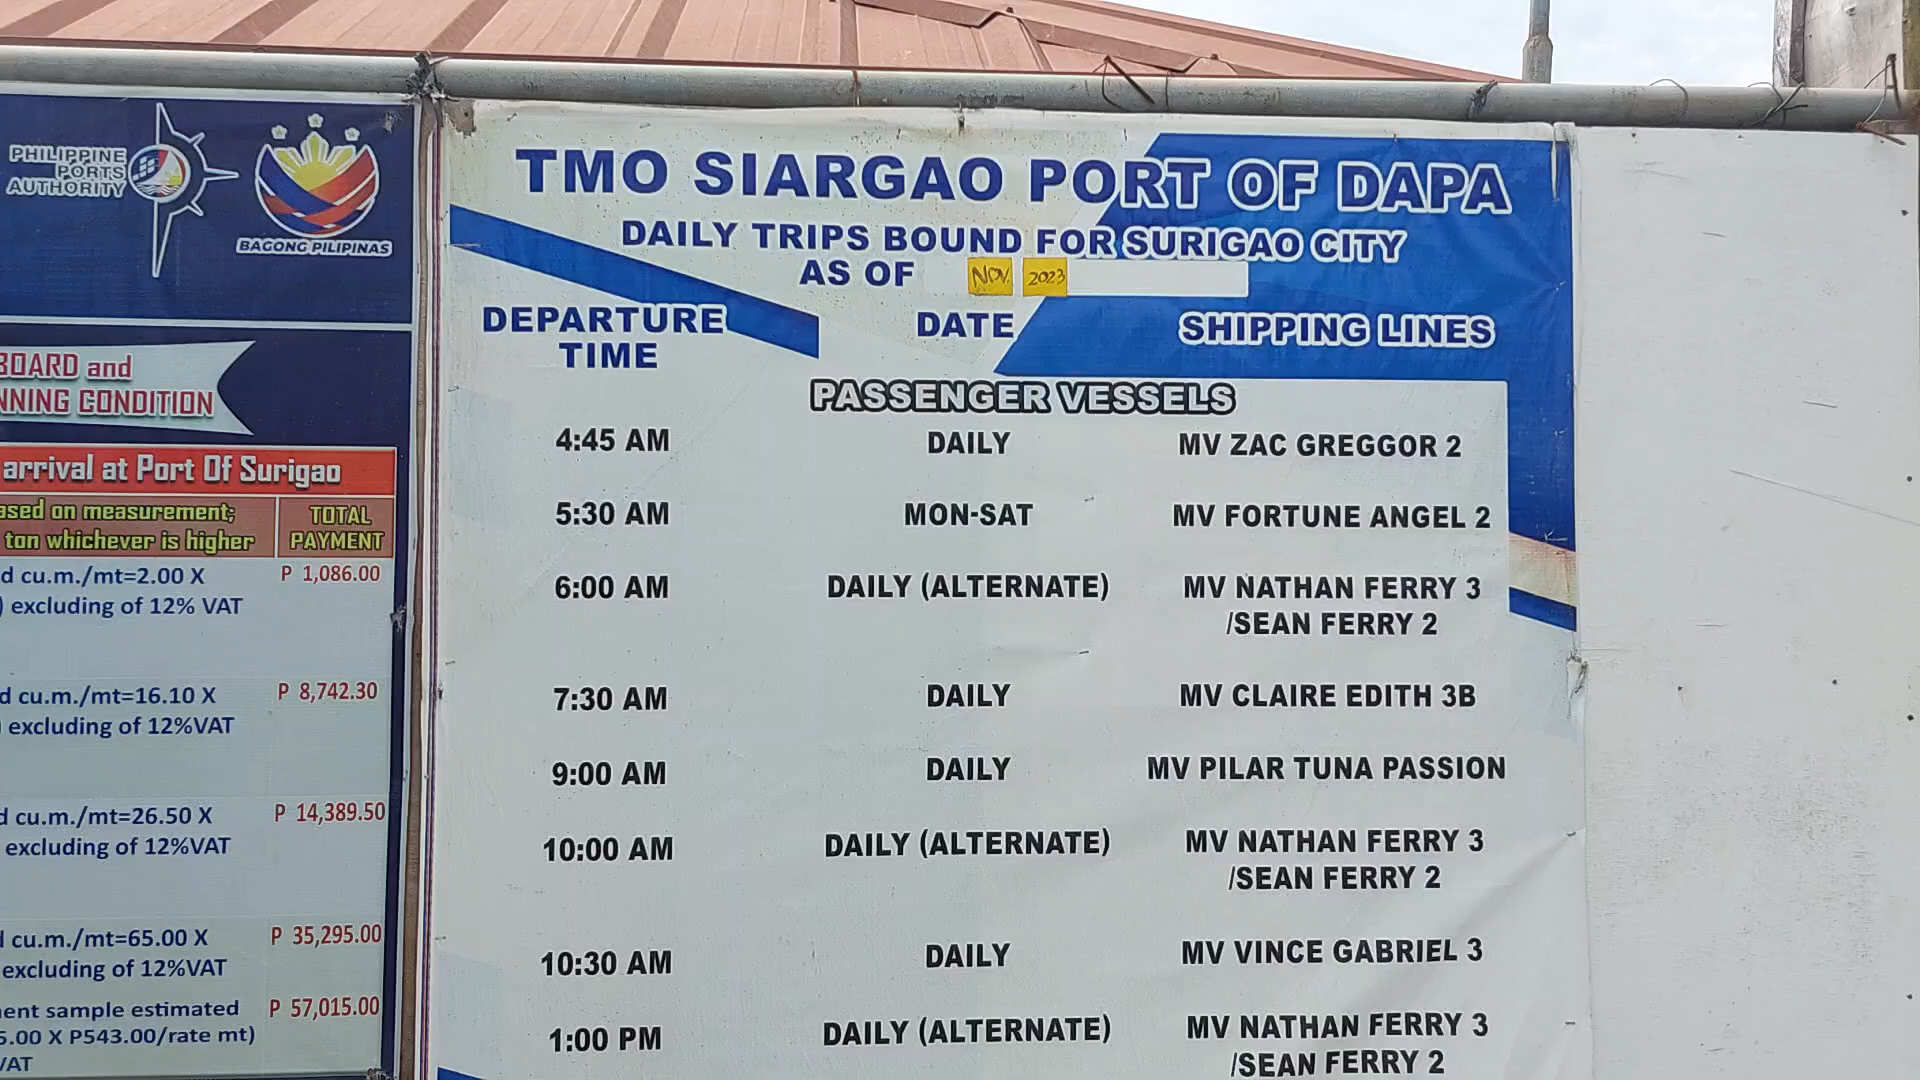 PHILIPPINE
PORTS
AUTHORITY
BAGONG PILIPINAS
BOARD and
NNING CONDITION
arrival at Port Of Surigao
ased on measurement;
ton whichever is higher
TOTAL
PAYMENT
d cu.m./mt=2.00 X
P 1,086.00
) excluding of 12% VAT
d cu.m./mt=16.10 X
P 8,742.30
excluding of 12%VAT
d cu.m./mt=26.50 X
P 14,389.50
excluding of 12%VAT
d cu.m./mt=65.00 X
P 35,295.00
excluding of 12%VAT
ent sample estimated
P 57,015.00
5.00 X P543.00/rate mt)
VAT
TMO SIARGAO PORT OF DAPA
DAILY TRIPS BOUND FOR SURIGAO CITY
AS OF NOV. 2023
DEPARTURE TIME DATE SHIPPING LINES
PASSENGER VESSELS
4:45 AM DAILY MV ZAC GREGGOR 2
5:30 AM MON-SAT MV FORTUNE ANGEL 2
6:00 AM DAILY (ALTERNATE) MV NATHAN FERRY 3
/SEAN FERRY 2
7:30 AM DAILY MV CLAIRE EDITH 3B
9:00 AM DAILY MV PILAR TUNA PASSION
10:00 AM DAILY (ALTERNATE) MV NATHAN FERRY 3
/SEAN FERRY 2
10:30 AM DAILY MV VINCE GABRIEL 3
1:00 PM DAILY (ALTERNATE) MV NATHAN FERRY 3
/SEAN FERRY 2